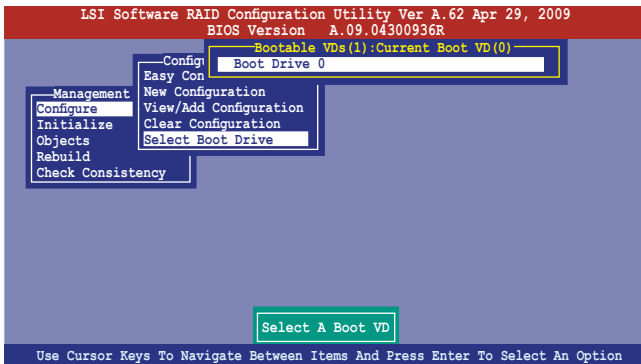 LSI Software RAID Configuration Utility Ver A.62 Apr 29, 2009
BIOS Version A.09.04300936R
Bootable VDs(1):Current Boot VD(0)
Boot Drive 0
Configu
Easy Con
New Configuration
View/Add Configuration
Clear Configuration
Select Boot Drive
Management
Configure
Initialize
Objects
Rebuild
Check Consistency
Select A Boot VD
Use Cursor Keys To Navigate Between Items And Press Enter To Select An Option